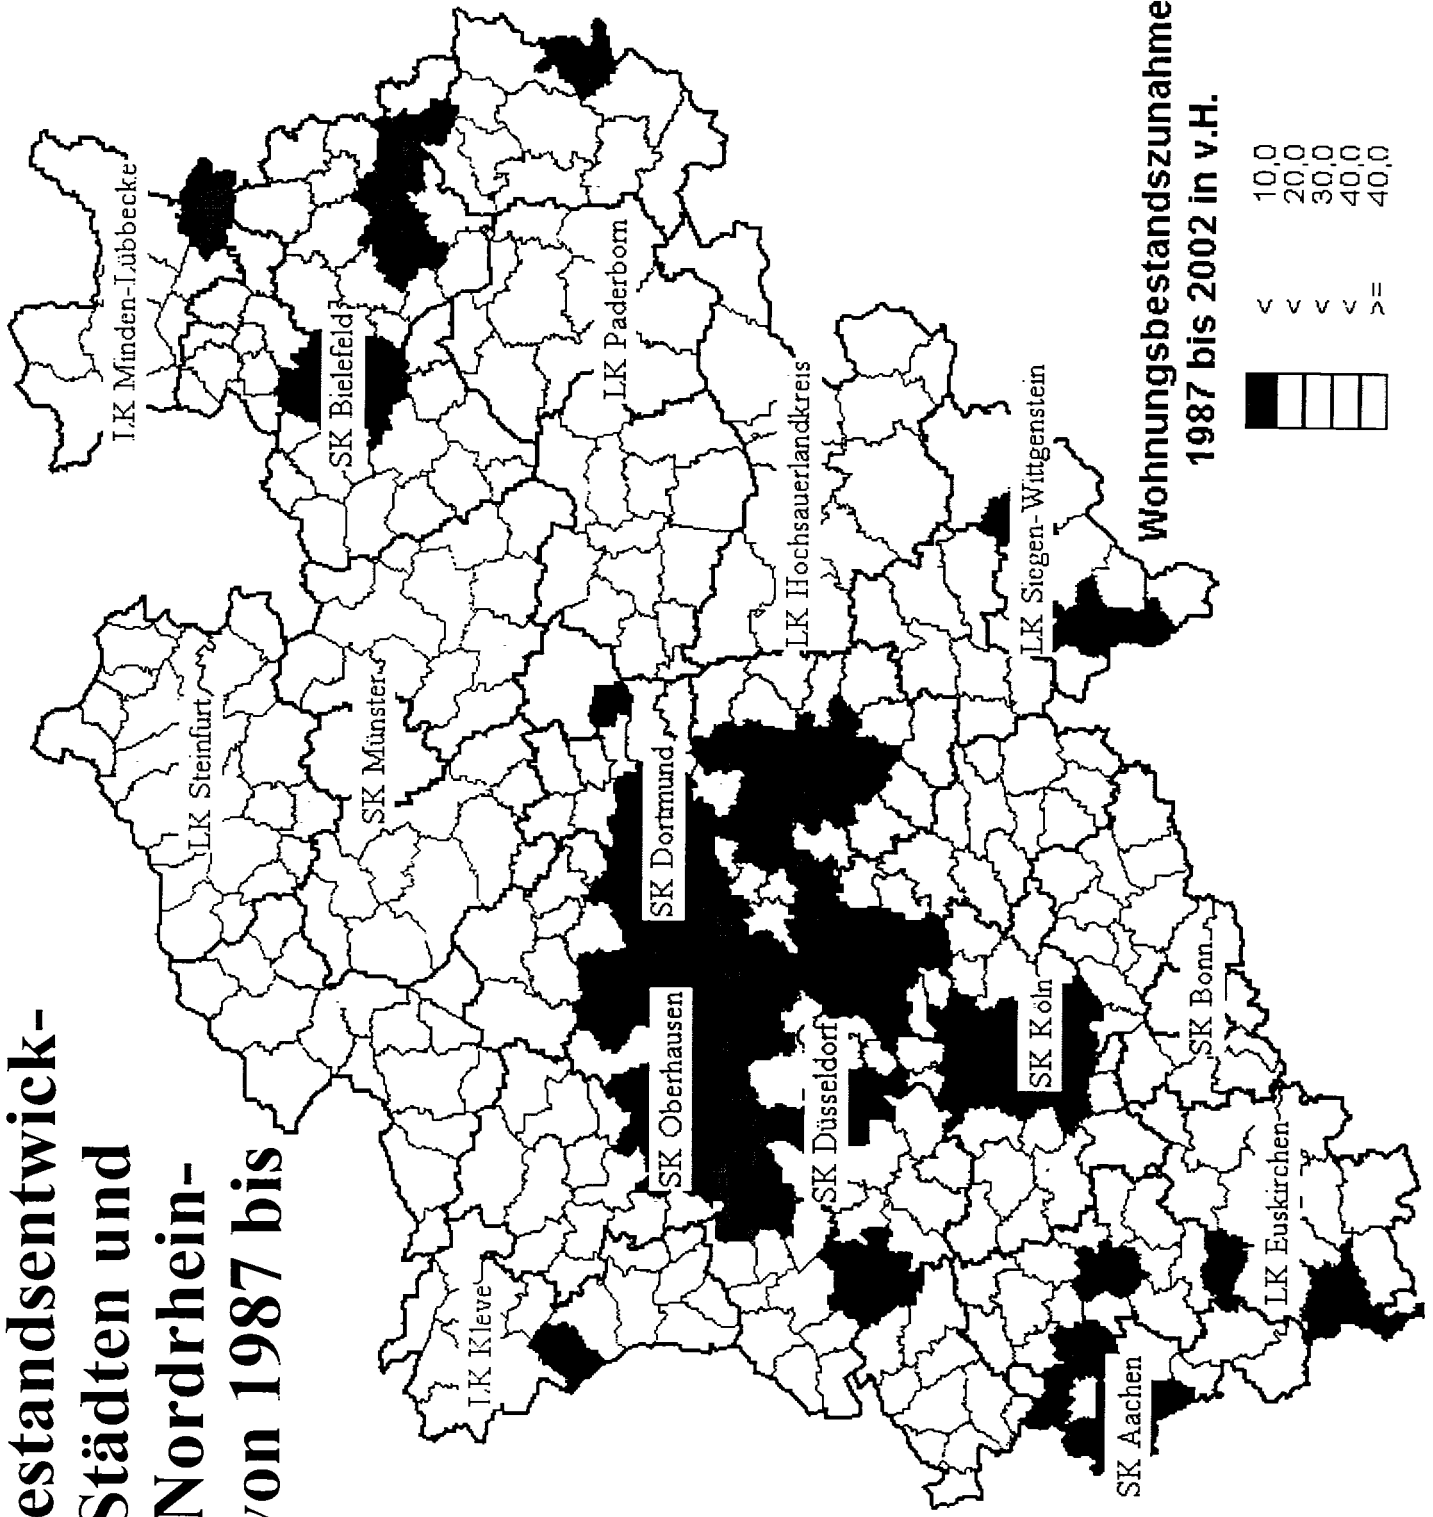 estandsentwick-
Städten und
Nordrhein-
von 1987 bis
LK Minden-Lübbecke
LK Steinfurt
SK Bielefeld
SK Münster
LK Kleve
LK Paderborn
SK Dortmund
SK Oberhausen
LK Hochsauerlandkreis
SK Düsseldorf
LK Siegen-Wittgenstein
SK Köln
SK Aachen
SK Bonn
LK Euskirchen
Wohnungsbestandszunahme
1987 bis 2002 in v.H.
< 10,0
< 20,0
< 30,0
< 40,0
>= 40,0